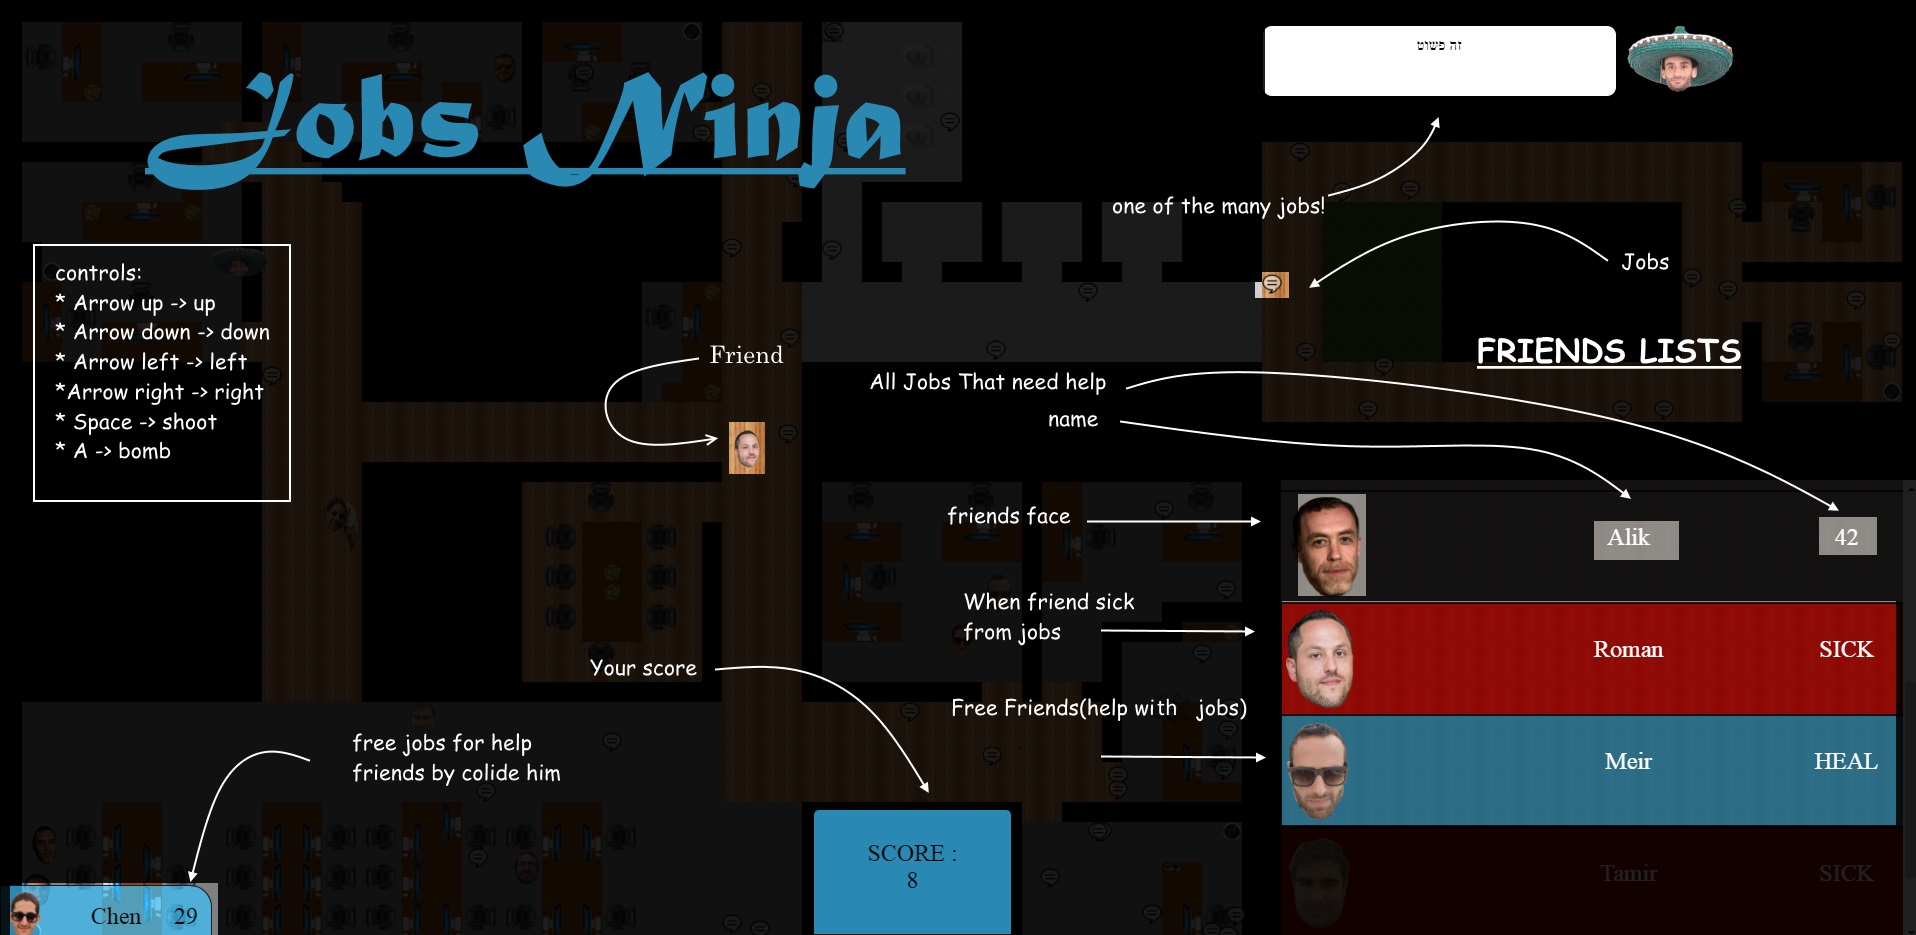 Jobs Ninja
זה פשוט
one of the many jobs!
Jobs
controls:
* Arrow up -> up
* Arrow down -> down
* Arrow left -> left
*Arrow right -> right
* Space -> shoot
* A -> bomb
Friend
FRIENDS LISTS
All Jobs That need help
name
friends face
Alik 42
When friend sick
from jobs
Roman SICK
Your score
Free Friends(help with jobs)
Meir HEAL
free jobs for help
friends by colide him
SCORE :
8
Tamir SICK
Chen 29